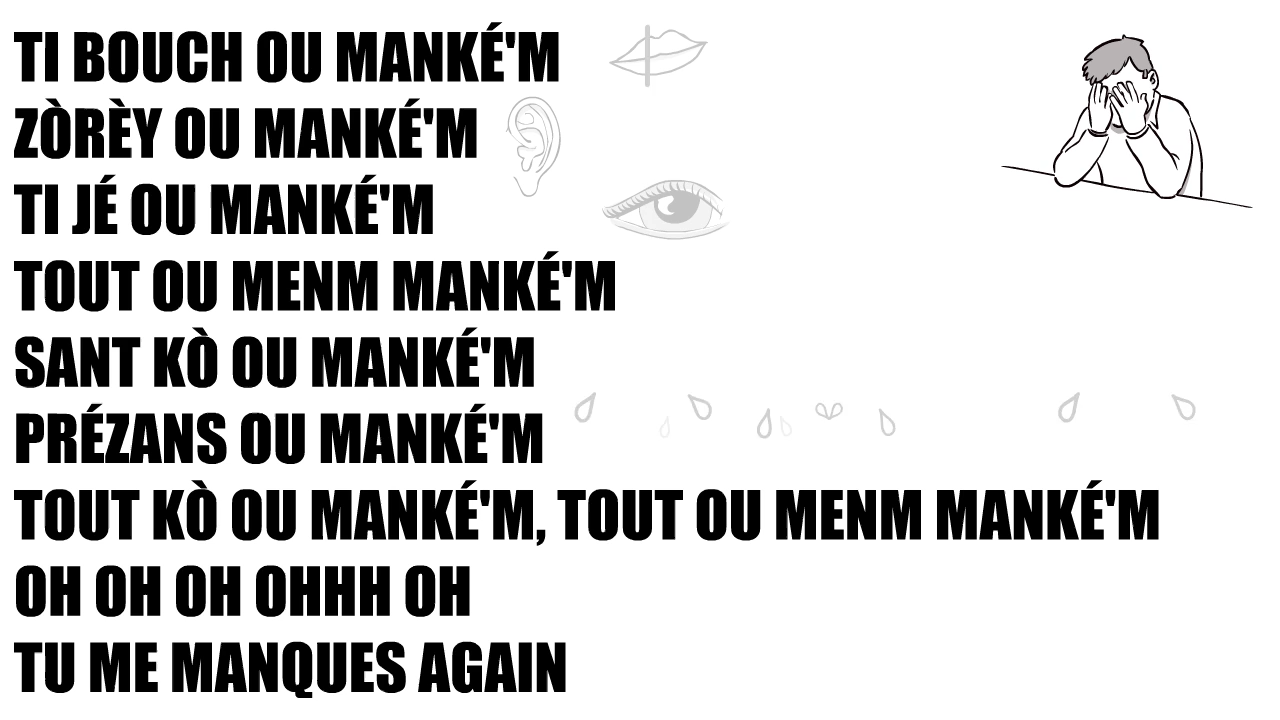 TI BOUCH OU MANKÉ'M
ZÒRÈY OU MANKÉ'M
TI JÉ OU MANKÉ'M
TOUT OU MENM MANKÉ'M
SANT KÒ OU MANKÉ'M
PRÉZANS OU MANKÉ'M
TOUT KÒ OU MANKÉ'M, TOUT OU MENM MANKÉ'M
OH OH OH OHHH OH
TU ME MANQUES AGAIN